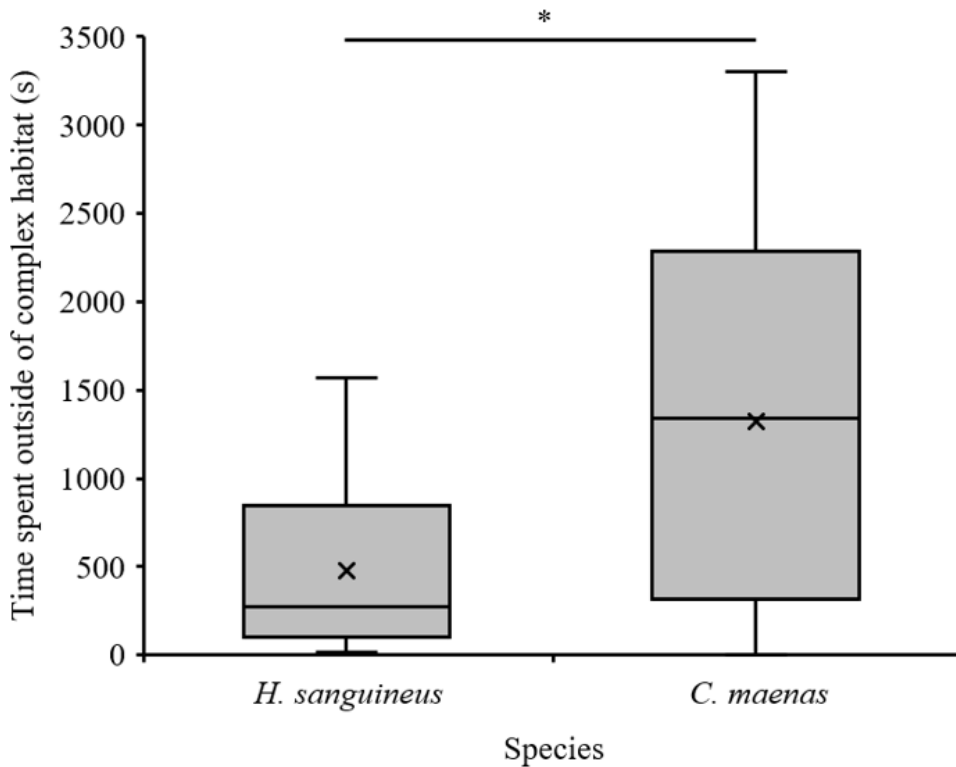 *
3500
3000
2500
2000
1500
1000
500
0
Time spent outside of complex habitat (s)
H. sanguineus
C. maenas
Species